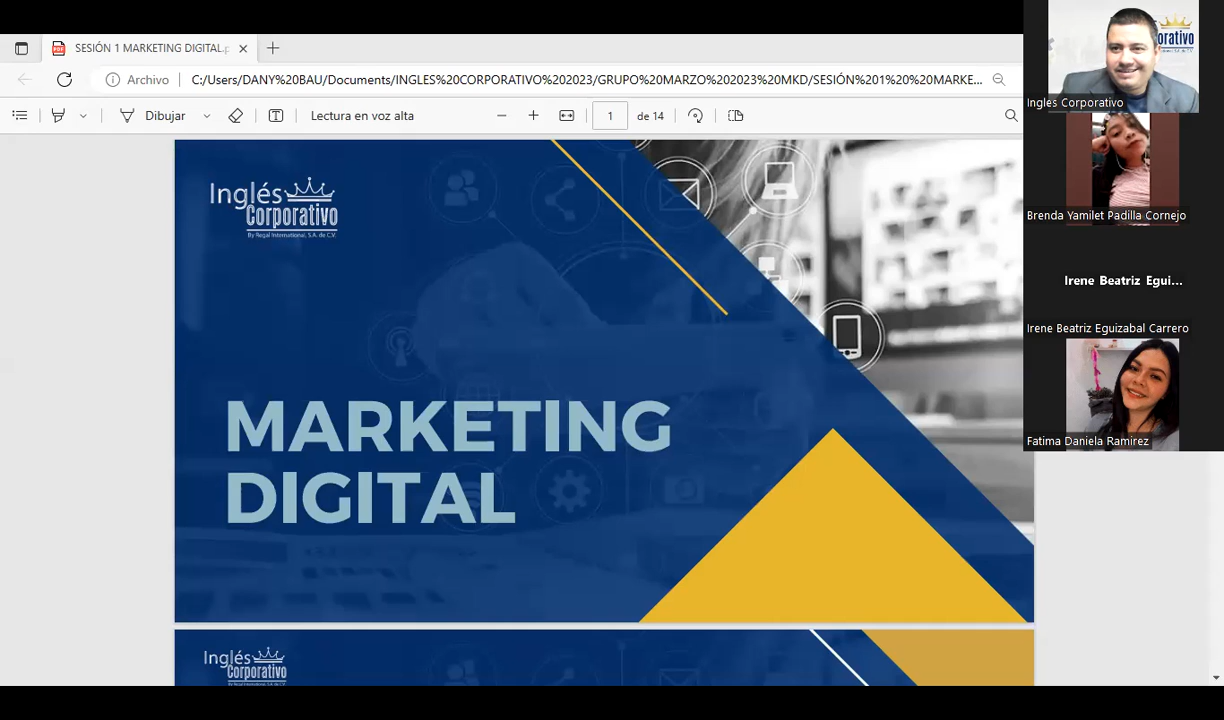 SESIÓN 1 MARKETING DIGITAL.p
Archivo
C:/Users/DANY%20BAU/Documents/INGLES%20CORPORATIVO%202023/GRUPO%20MARZO%202023%20MKD/SESIÓN%201%20%20MARKE...
Dibujar
Lectura en voz alta
1
de 14
Inglés
Corporativo
By Regal International, S.A. de C.V.
MARKETING
DIGITAL
Inglés
Corporativo
Inglés Corporativo
Brenda Yamilet Padilla Cornejo
Irene Beatriz Egui...
Irene Beatriz Eguizabal Carrero
Fatima Daniela Ramirez